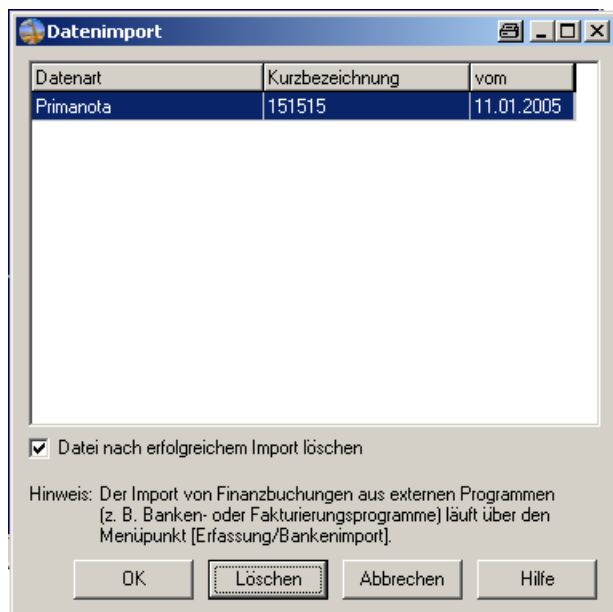 Datenimport
Datenart Kurzbezeichnung vom
Primanota 151515 11.01.2005
Datei nach erfolgreichem Import löschen
Hinweis: Der Import von Finanzbuchungen aus externen Programmen
(z. B. Banken- oder Fakturierungsprogramme) läuft über den
Menüpunkt [Erfassung/Bankenimport].
OK Löschen Abbrechen Hilfe